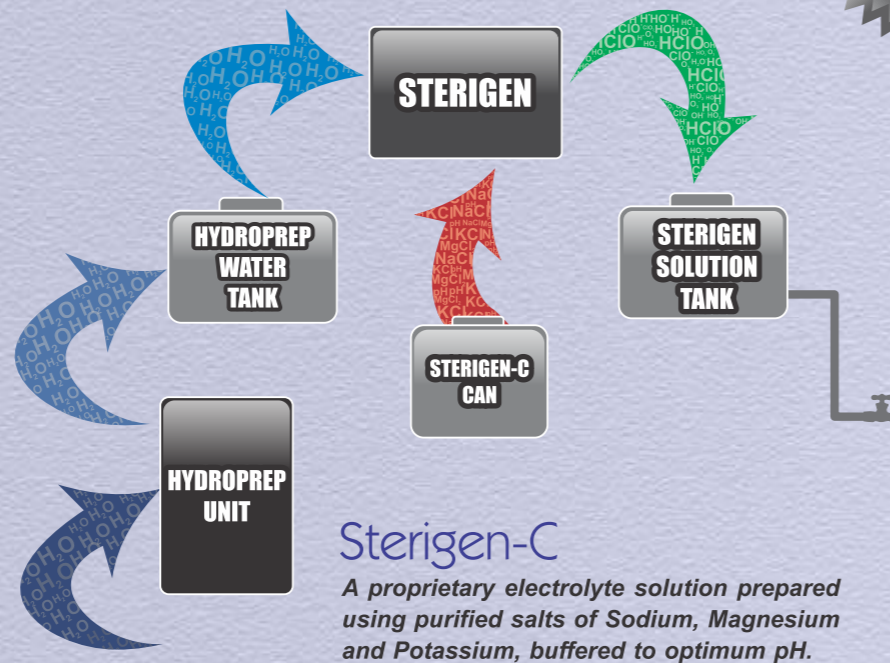 STERIGEN
HYDROPREP
WATER
TANK
STERIGEN
SOLUTION
TANK
STERIGEN-C
CAN
HYDROPREP
UNIT
Sterigen-C
A proprietary electrolyte solution prepared
using purified salts of Sodium, Magnesium
and Potassium, buffered to optimum pH.